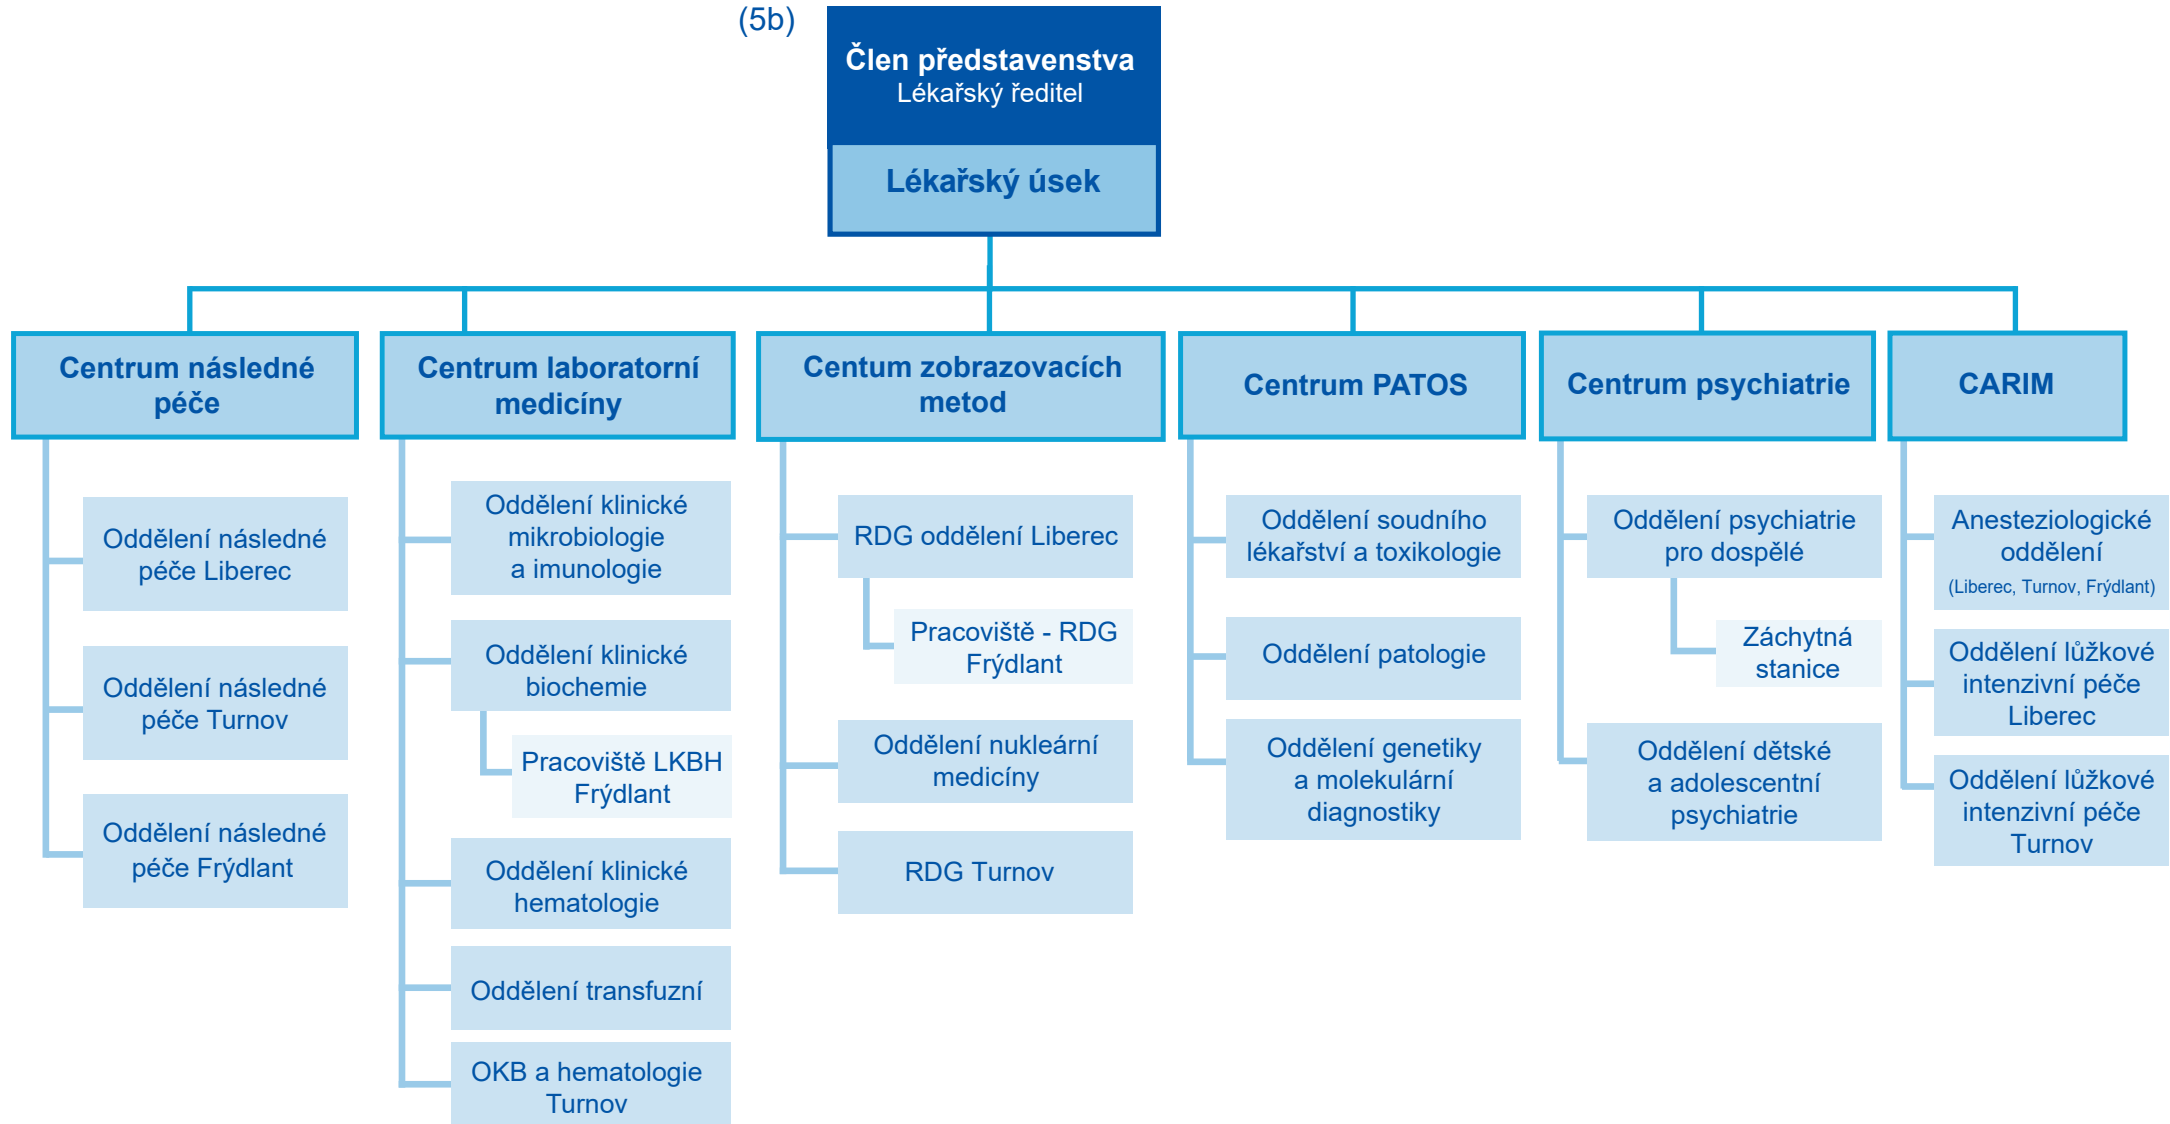 (5b)
Člen představenstva
Lékařský ředitel
Lékařský úsek
Centrum následné
péče
Oddělení následné
péče Liberec
Oddělení následné
péče Turnov
Oddělení následné
péče Frýdlant
Centrum laboratorní
medicíny
Oddělení klinické
mikrobiologie
a imunologie
Oddělení klinické
biochemie
Pracoviště LKBH
Frýdlant
Oddělení klinické
hematologie
Oddělení transfuzní
OKB a hematologie
Turnov
Centum zobrazovacích
metod
RDG oddělení Liberec
Pracoviště - RDG
Frýdlant
Oddělení nukleární
medicíny
RDG Turnov
Centrum PATOS
Oddělení soudního
lékařství a toxikologie
Oddělení patologie
Oddělení genetiky
a molekulární
diagnostiky
Centrum psychiatrie
Oddělení psychiatrie
pro dospělé
Záchytná
stanice
Oddělení dětské
a adolescentní
psychiatrie
CARIM
Anesteziologické
oddělení
(Liberec, Turnov, Frýdlant)
Oddělení lůžkové
intenzivní péče
Liberec
Oddělení lůžkové
intenzivní péče
Turnov